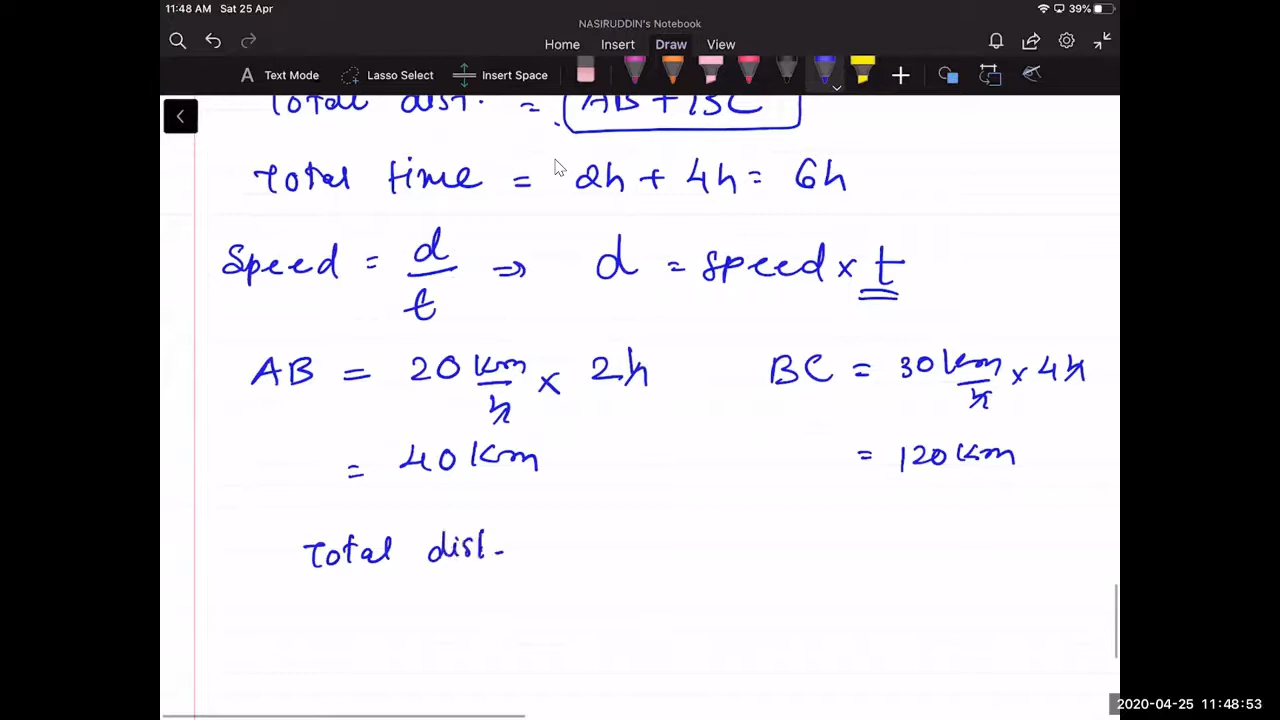 11:48 AM Sat 25 Apr
39%
NASIRUDDIN's Notebook
Home Insert Draw View
Text Mode Lasso Select Insert Space
Total dist. = AB + BC
Total time = 2h + 4h = 6h
Speed = d/t ⇒ d = speed × t
AB = 20 Km/h × 2h BC = 30 Km/h × 4h
= 40 Km = 120 Km
Total dist.
2020-04-25 11:48:53